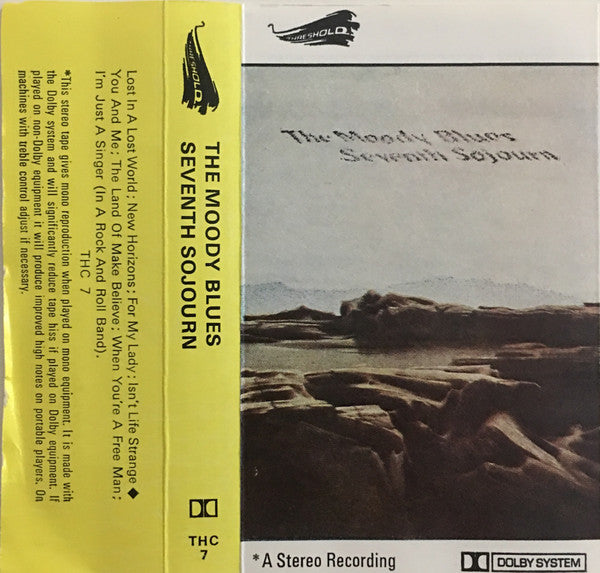 *This stereo tape gives mono reproduction when played on mono equipment. It is made with
the Dolby system and will significantly reduce tape hiss if played on Dolby equipment. If
played on non-Dolby equipment it will produce improved high notes on portable players. On
machines with treble control adjust if necessary.
Lost In A Lost World; New Horizons; For My Lady; Isn't Life Strange ◆
You And Me; The Land Of Make Believe; When You're A Free Man;
I'm Just A Singer (In A Rock And Roll Band).
THC 7
THRESHOLD
THE MOODY BLUES
SEVENTH SOJOURN
THC
7
THRESHOLD
The Moody Blues
Seventh Sojourn
*A Stereo Recording
DOLBY SYSTEM